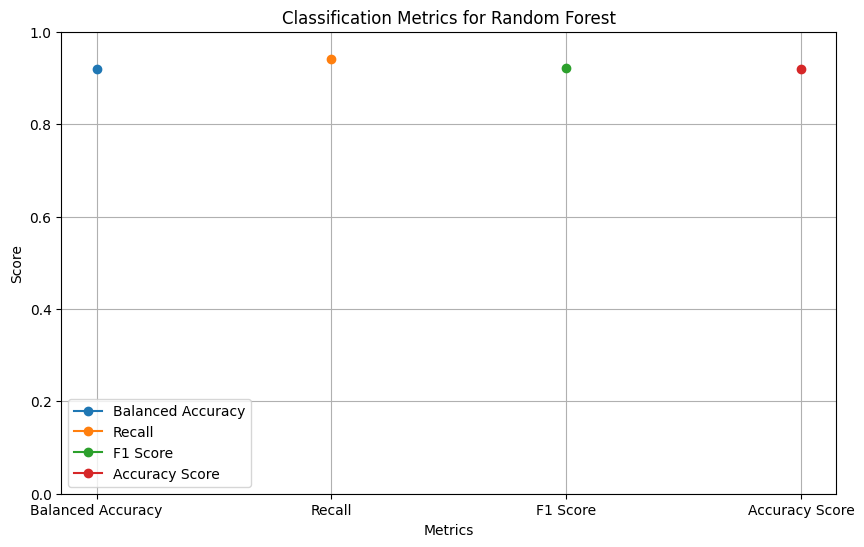 Classification Metrics for Random Forest
1.0
0.8
0.6
0.4
0.2
0.0
Score
Balanced Accuracy
Recall
F1 Score
Accuracy Score
Balanced Accuracy Recall F1 Score Accuracy Score
Metrics